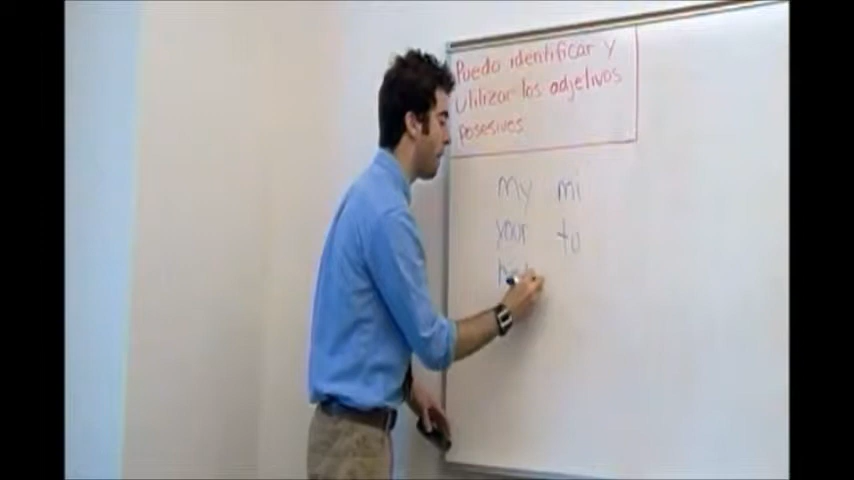 Puedo identificar y
utilizar los adjetivos
posesivos
my mi
your tu